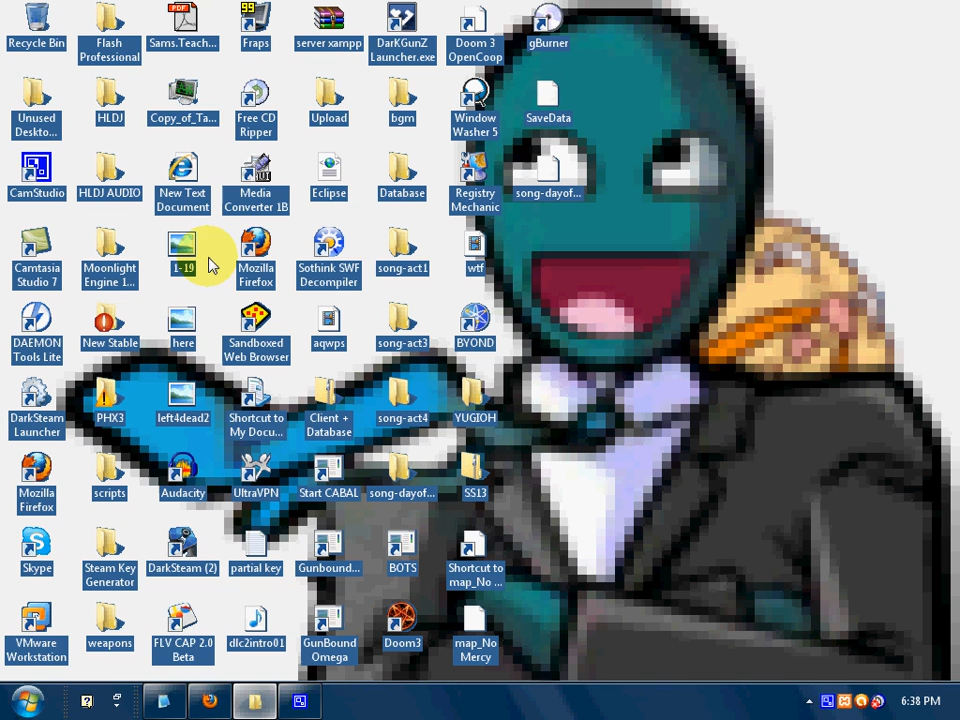 Recycle Bin
Flash
Professional
PDF
Sams.Teach...
99
Fraps
server xampp
DarKGunZ
Launcher.exe
Doom 3
OpenCoop
gBurner
Unused
Deskto...
HLDJ
Copy_of_Ta...
Free CD
Ripper
Upload
bgm
Window
Washer 5
SaveData
CamStudio
HLDJ AUDIO
New Text
Document
Media
Converter 1B
Eclipse
Database
Registry
Mechanic
song-dayof...
Camtasia
Studio 7
Moonlight
Engine 1...
1-19
Mozilla
Firefox
Sothink SWF
Decompiler
song-act1
wtf
DAEMON
Tools Lite
New Stable
here
Sandboxed
Web Browser
aqwps
song-act3
BYOND
DarkSteam
Launcher
PHX3
left4dead2
Shortcut to
My Docu...
Client +
Database
song-act4
YUGIOH
Mozilla
Firefox
scripts
Audacity
UltraVPN
Start CABAL
song-dayof...
SS13
Skype
Steam Key
Generator
DarkSteam (2)
partial key
Gunbound...
BOTS
Shortcut to
map_No ...
VMware
Workstation
weapons
FLV CAP 2.0
Beta
dlc2intro01
GunBound
Omega
Doom3
map_No
Mercy
6:38 PM